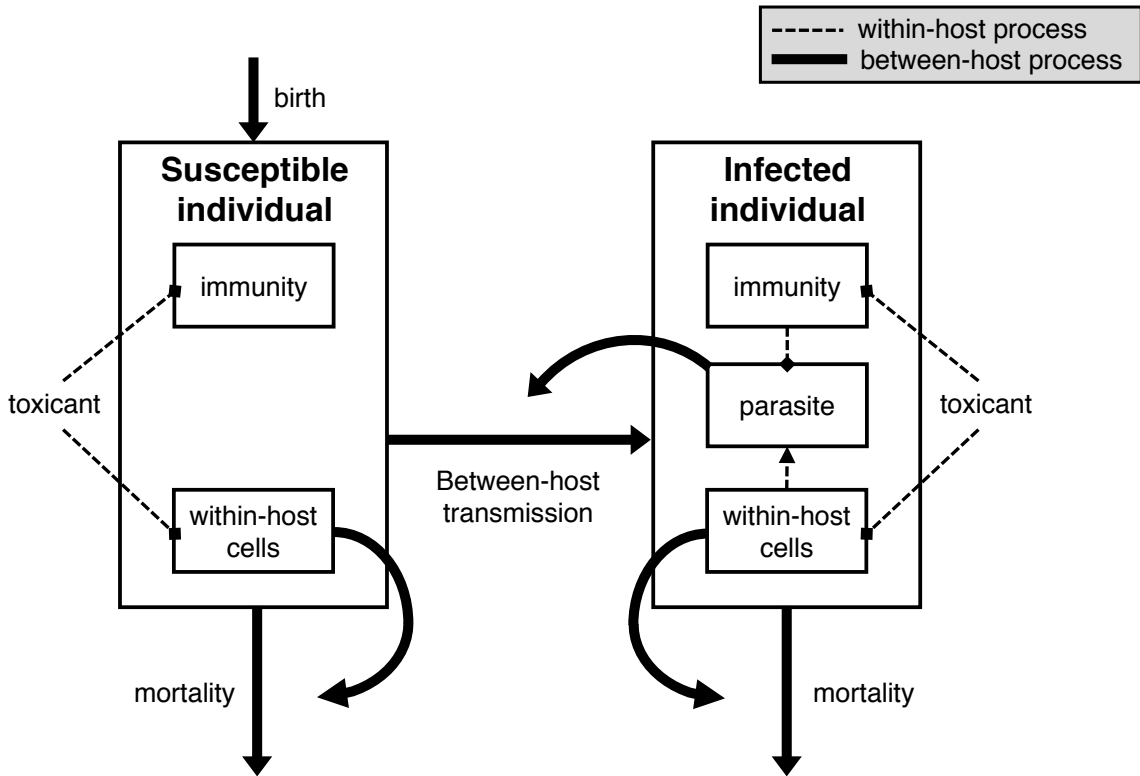 within-host process
between-host process
birth
Susceptible
individual
Infected
individual
immunity
immunity
toxicant
parasite
toxicant
Between-host
transmission
within-host
cells
within-host
cells
mortality
mortality